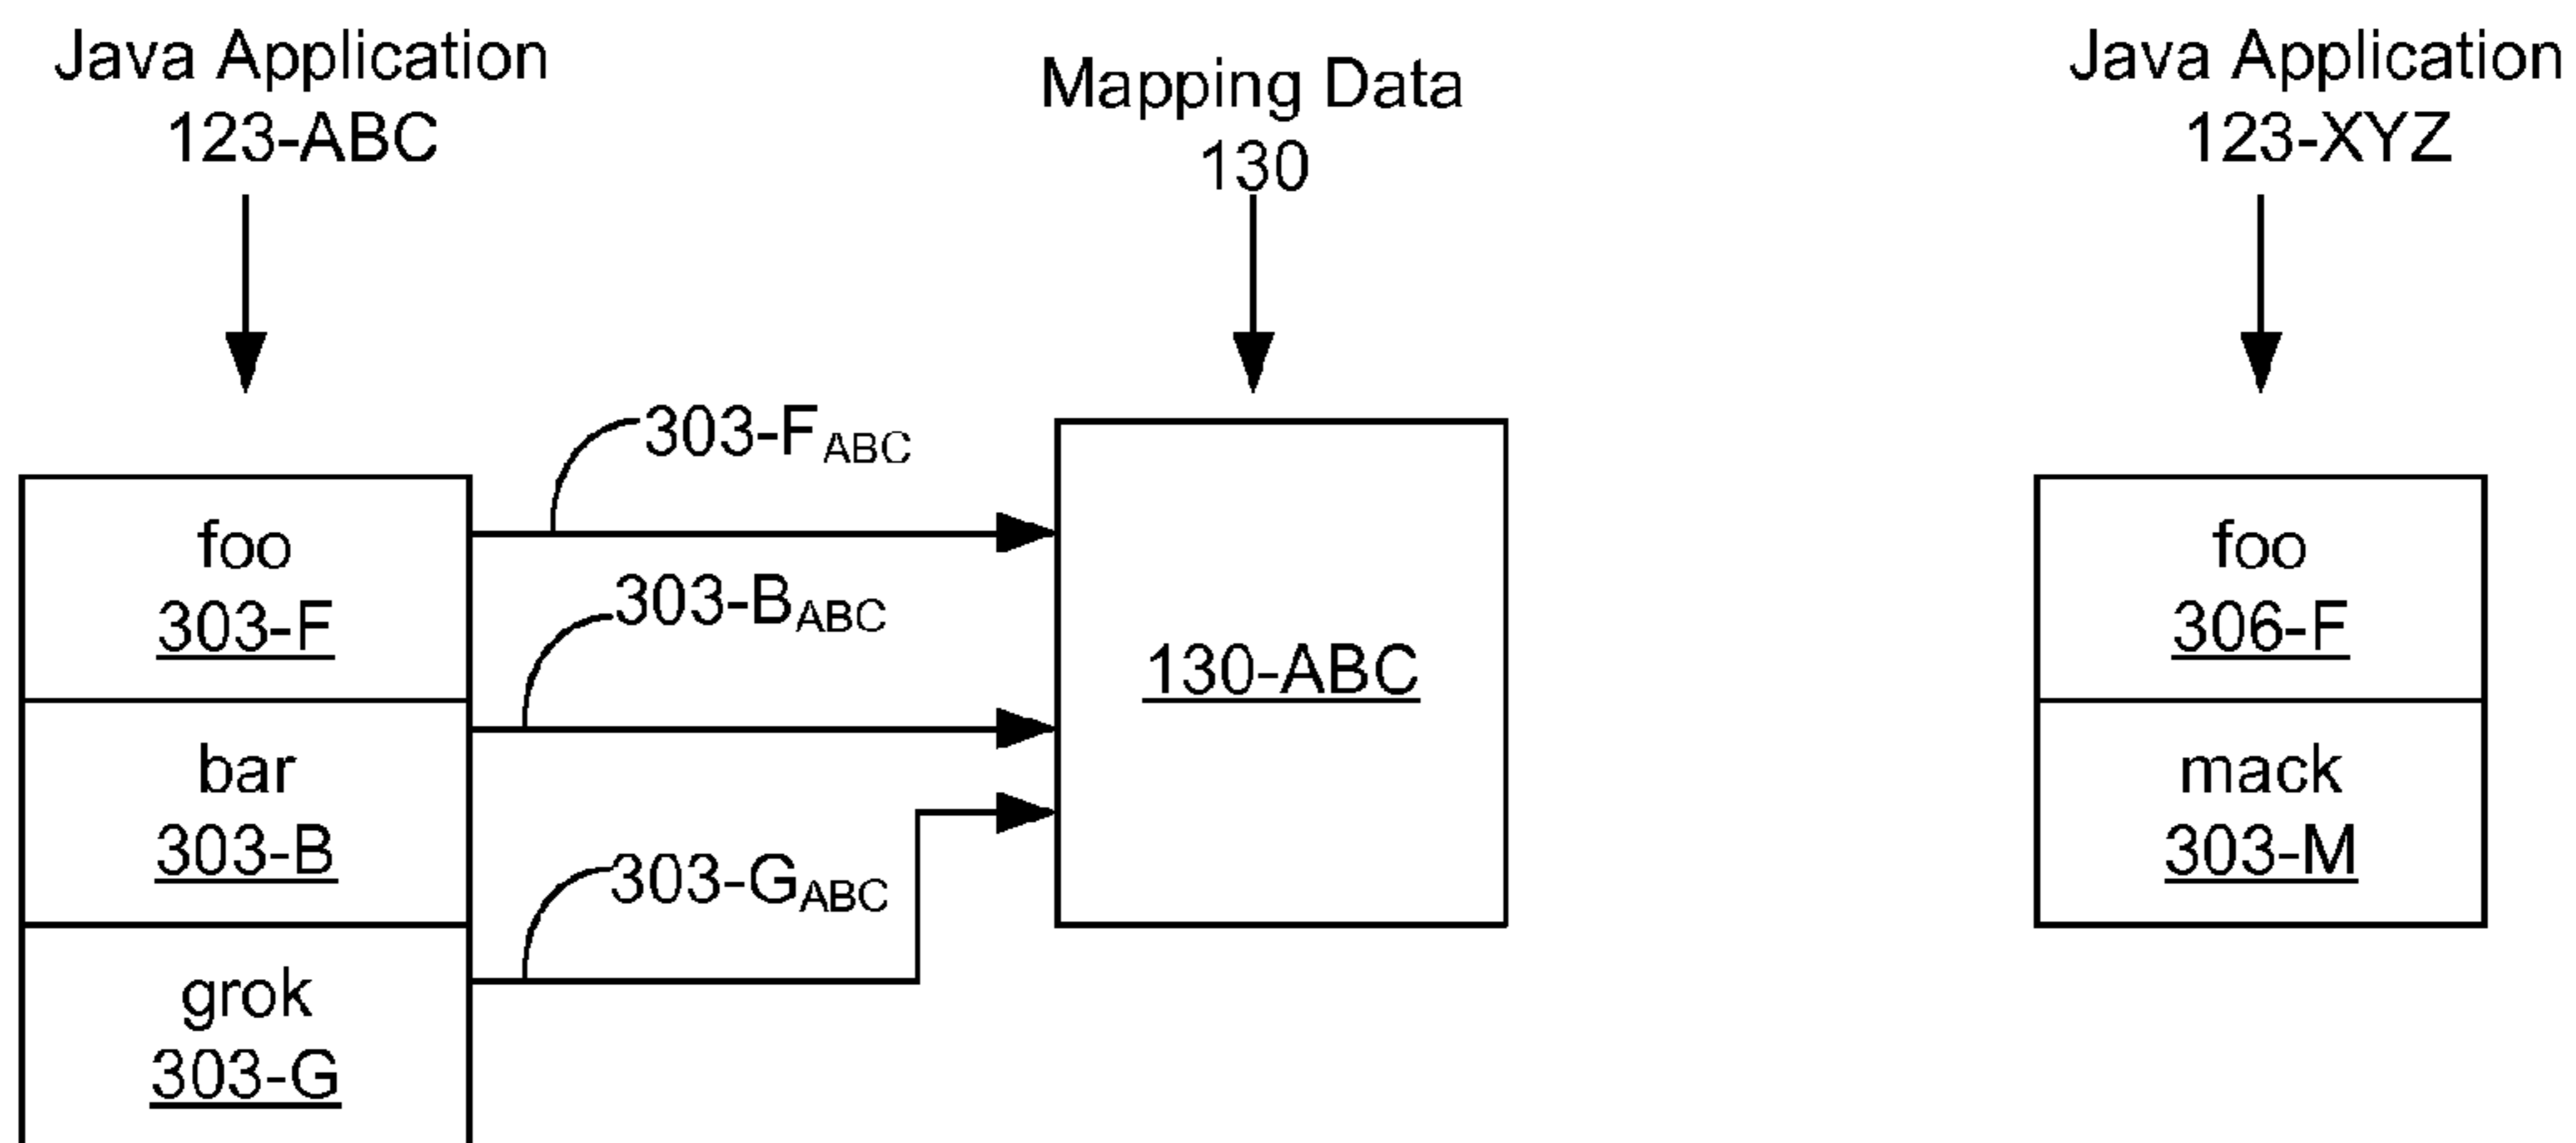 Java Application
123-ABC
Mapping Data
130
Java Application
123-XYZ
foo
303-F
bar
303-B
grok
303-G
303-FABC
303-BABC
303-GABC
130-ABC
foo
306-F
mack
303-M